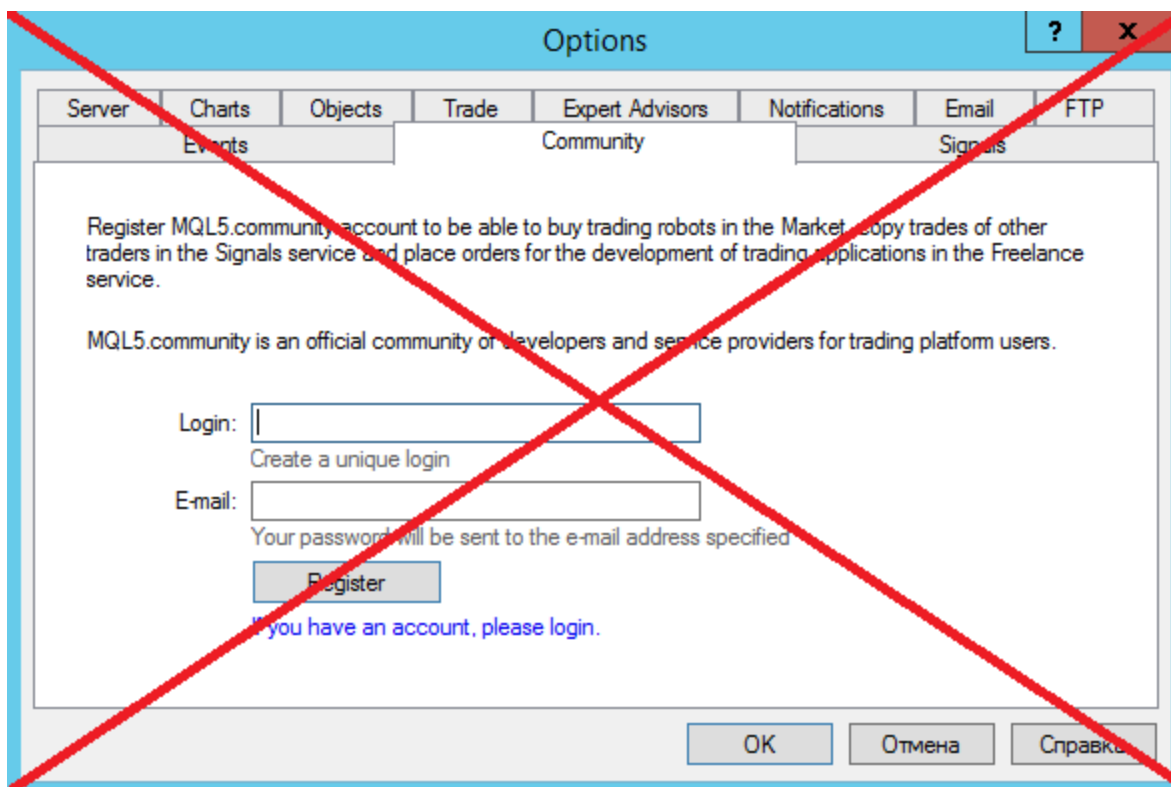 Options
? x
Server Charts Objects Trade Expert Advisors Notifications Email FTP
Events Community Signals
Register MQL5.community account to be able to buy trading robots in the Market, copy trades of other
traders in the Signals service and place orders for the development of trading applications in the Freelance
service.
MQL5.community is an official community of developers and service providers for trading platform users.
Login:
Create a unique login
E-mail:
Your password will be sent to the e-mail address specified
Register
If you have an account, please login.
OK Отмена Справка